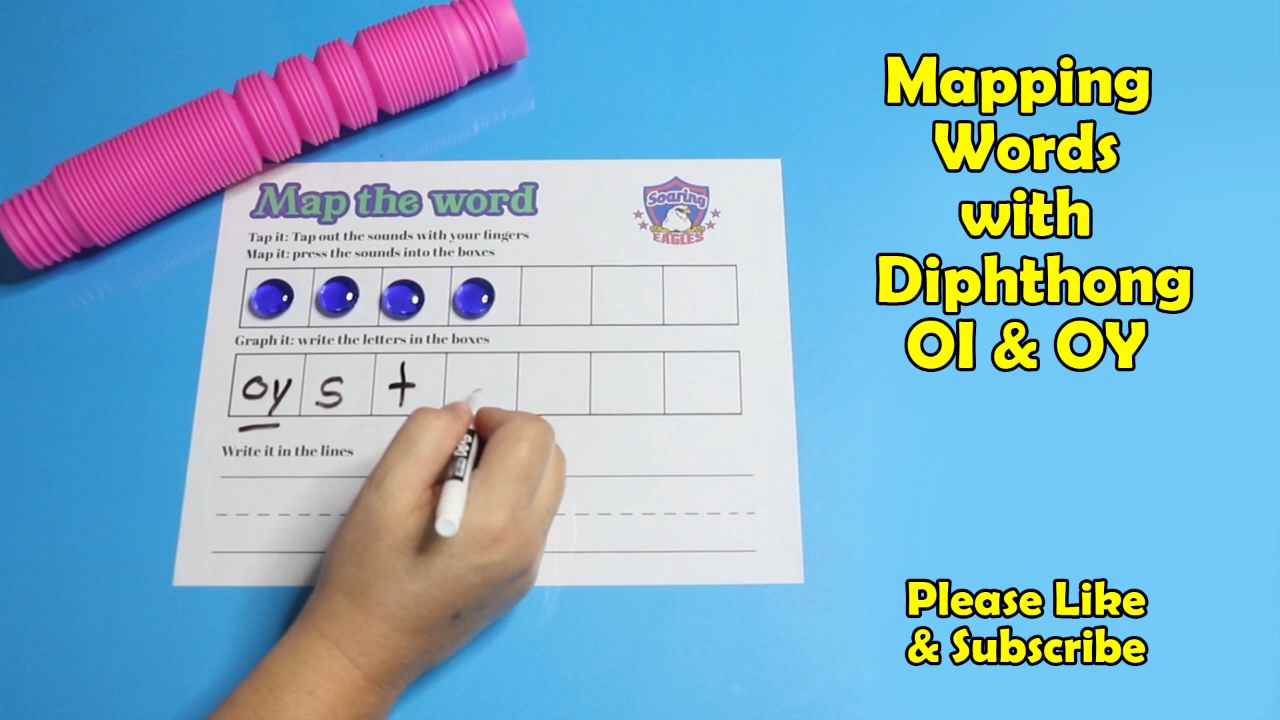 Map the word
Soaring
EAGLES
Tap it: Tap out the sounds with your fingers
Map it: press the sounds into the boxes
Graph it: write the letters in the boxes
oy s t
Write it in the lines
Mapping
Words
with
Diphthong
OI & OY
Please Like
& Subscribe